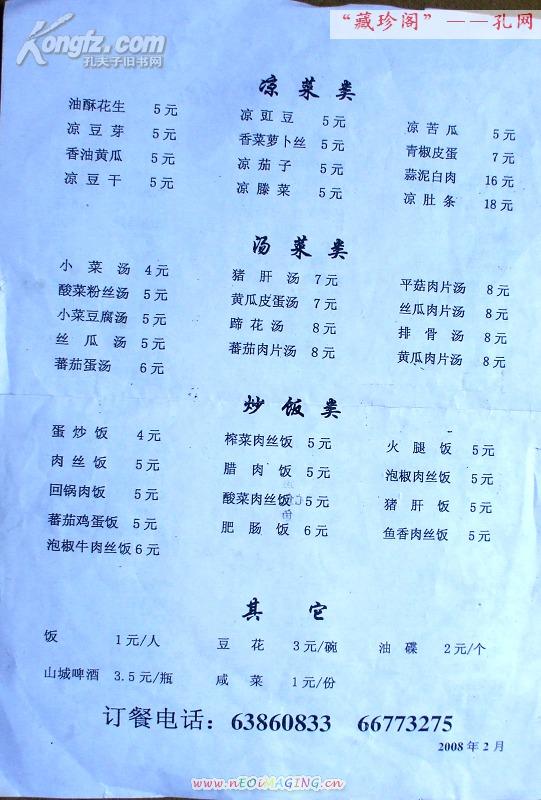 Kongfz.com
孔夫子旧书网
“藏珍阁”——孔网
凉菜类
油酥花生 5元 凉豇豆 5元 凉苦瓜 5元
凉豆芽 5元 香菜萝卜丝 5元 青椒皮蛋 7元
香油黄瓜 5元 凉茄子 5元 蒜泥白肉 16元
凉豆干 5元 凉滕菜 5元 凉肚条 18元
汤菜类
小菜汤 4元 猪肝汤 7元 平菇肉片汤 8元
酸菜粉丝汤 5元 黄瓜皮蛋汤 7元 丝瓜肉片汤 8元
小菜豆腐汤 5元 蹄花汤 8元 排骨汤 8元
丝瓜汤 5元 蕃茄肉片汤 8元 黄瓜肉片汤 8元
蕃茄蛋汤 6元
炒饭类
蛋炒饭 4元 榨菜肉丝饭 5元 火腿饭 5元
肉丝饭 5元 腊肉饭 5元 泡椒肉丝饭 5元
回锅肉饭 5元 酸菜肉丝饭 5元 猪肝饭 5元
蕃茄鸡蛋饭 5元 肥肠饭 6元 鱼香肉丝饭 5元
泡椒牛肉丝饭 6元
其它
饭 1元/人 豆花 3元/碗 油碟 2元/个
山城啤酒 3.5元/瓶 咸菜 1元/份
订餐电话：63860833 66773275
2008年2月
www.nEOiMAGING.cn